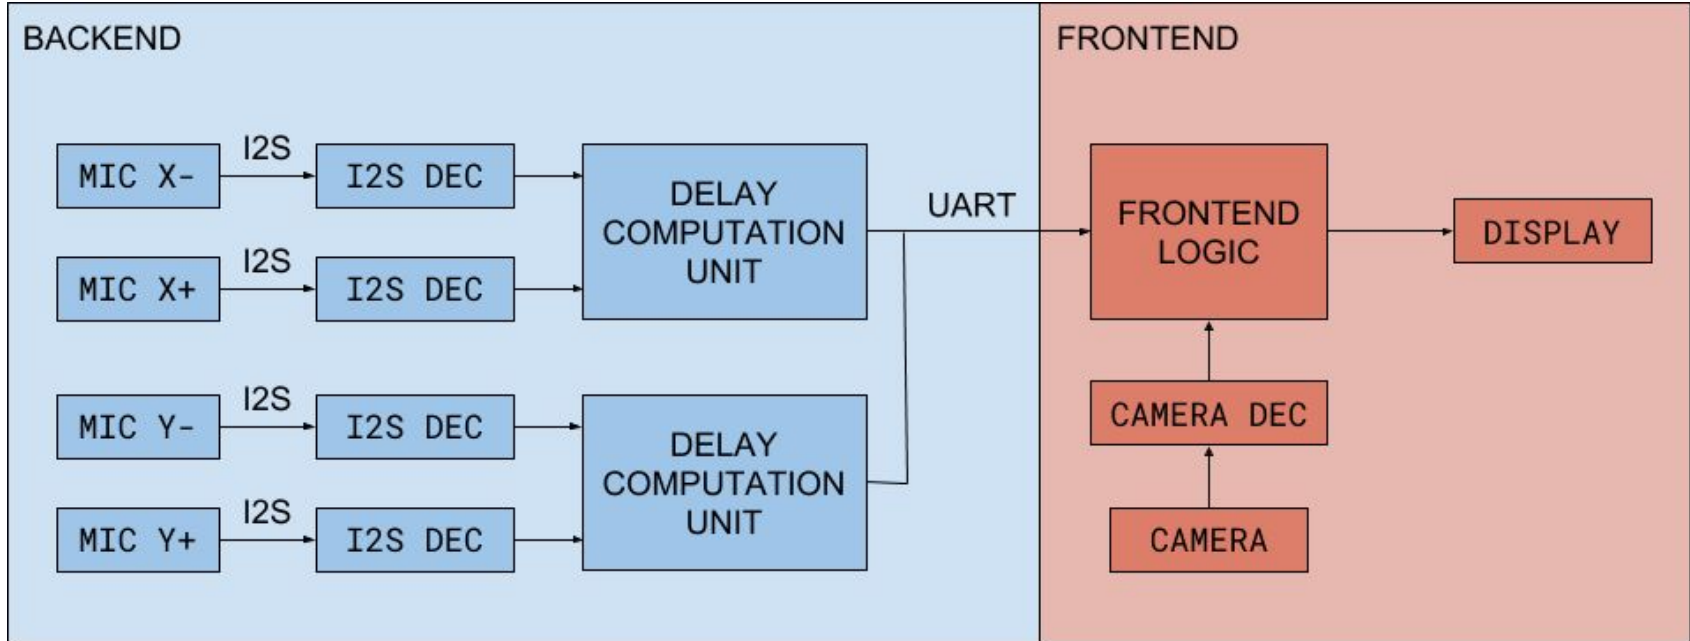 BACKEND
FRONTEND
MIC X-
I2S
I2S DEC
MIC X+
I2S
I2S DEC
DELAY
COMPUTATION
UNIT
MIC Y-
I2S
I2S DEC
MIC Y+
I2S
I2S DEC
DELAY
COMPUTATION
UNIT
UART
FRONTEND
LOGIC
DISPLAY
CAMERA DEC
CAMERA